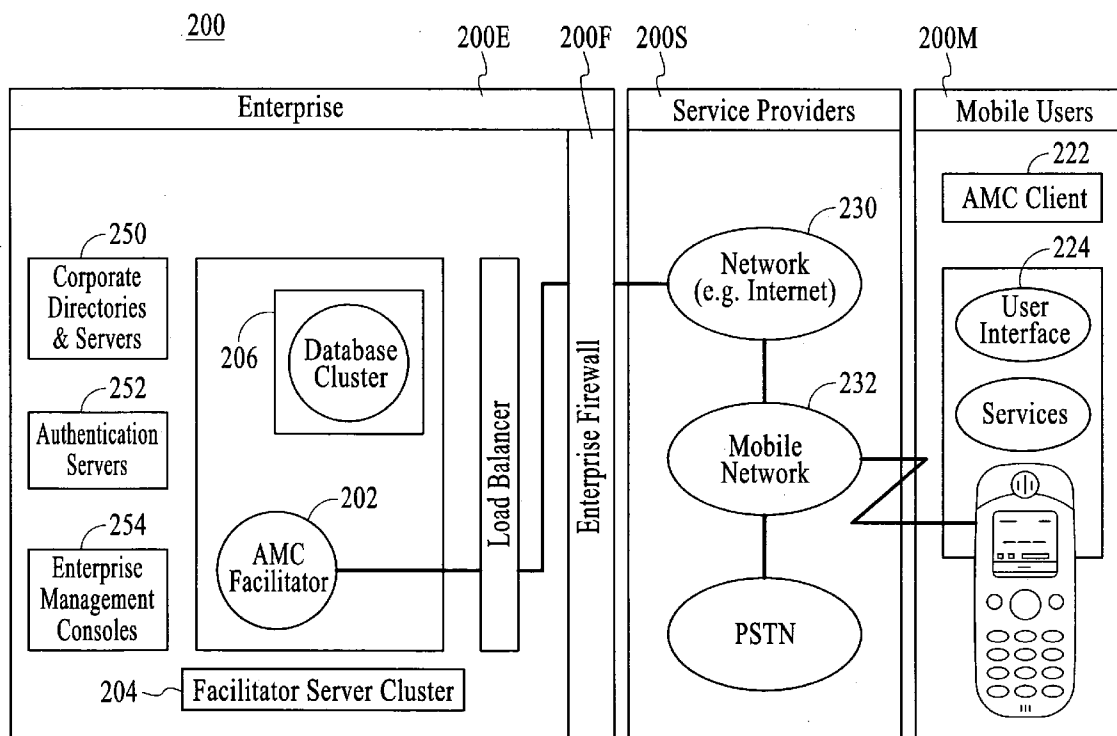 200
200E
200F
200S
200M
Enterprise
Service Providers
Mobile Users
250
Corporate
Directories
& Servers
252
Authentication
Servers
254
Enterprise
Management
Consoles
206
Database
Cluster
202
AMC
Facilitator
204
Facilitator Server Cluster
Load Balancer
Enterprise Firewall
230
Network
(e.g. Internet)
232
Mobile
Network
PSTN
222
AMC Client
224
User
Interface
Services